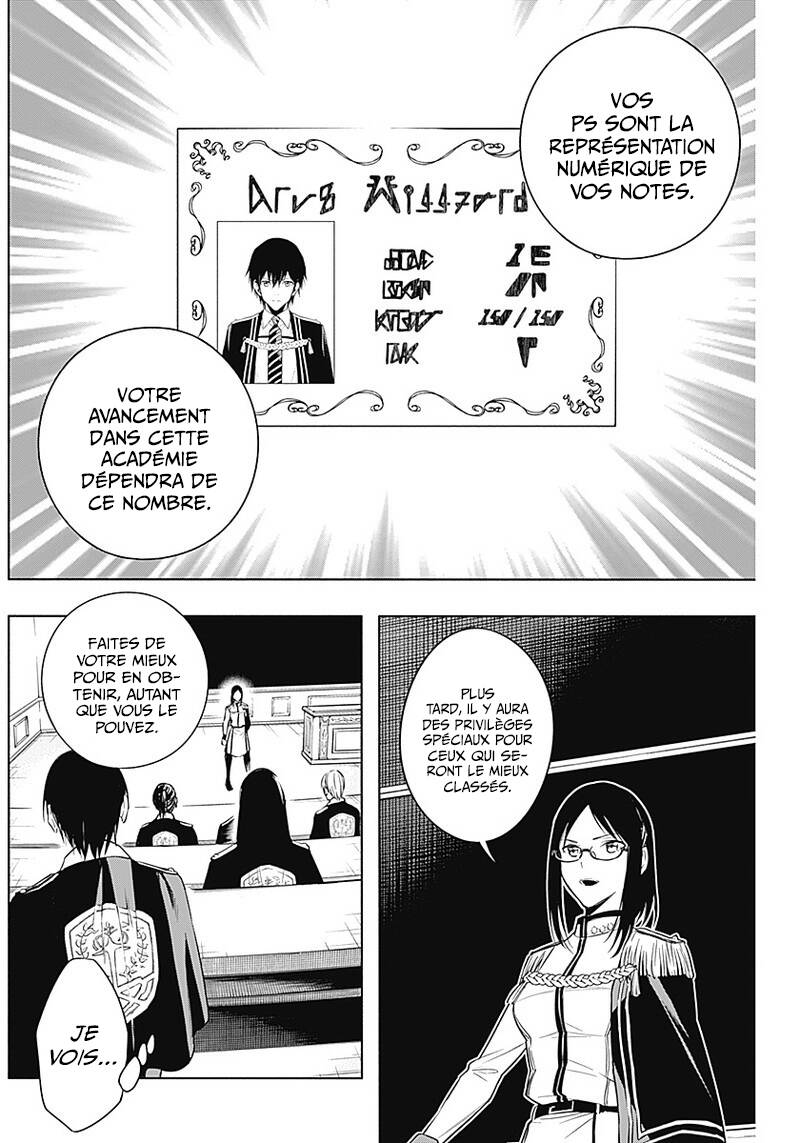 VOS
PS SONT LA
REPRÉSENTATION
NUMÉRIQUE DE
VOS NOTES.
150 / 150
VOTRE
AVANCEMENT
DANS CETTE
ACADÉMIE
DÉPENDRA DE
CE NOMBRE.
FAITES DE
VOTRE MIEUX
POUR EN OB-
TENIR, AUTANT
QUE VOUS LE
POUVEZ.
JE
VOIS...
PLUS
TARD, IL Y AURA
DES PRIVILÈGES
SPÉCIAUX POUR
CEUX QUI SE-
RONT LE MIEUX
CLASSÉS.